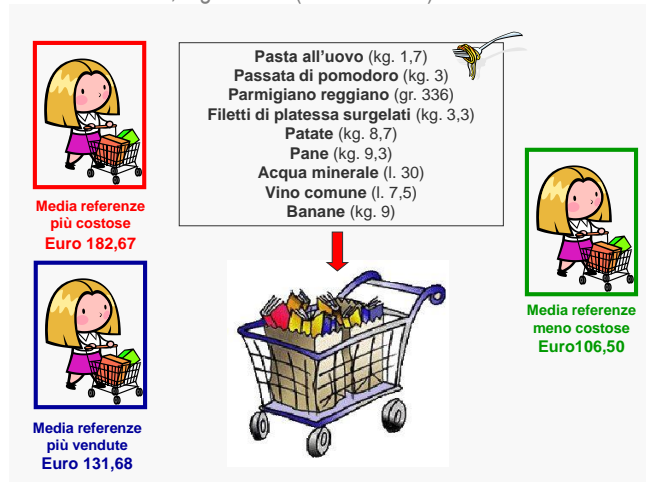 Pasta all'uovo (kg. 1,7)
Passata di pomodoro (kg. 3)
Parmigiano reggiano (gr. 336)
Filetti di platessa surgelati (kg. 3,3)
Patate (kg. 8,7)
Pane (kg. 9,3)
Acqua minerale (l. 30)
Vino comune (l. 7,5)
Banane (kg. 9)
Media referenze
più costose
Euro 182,67
Media referenze
meno costose
Euro106,50
Media referenze
più vendute
Euro 131,68